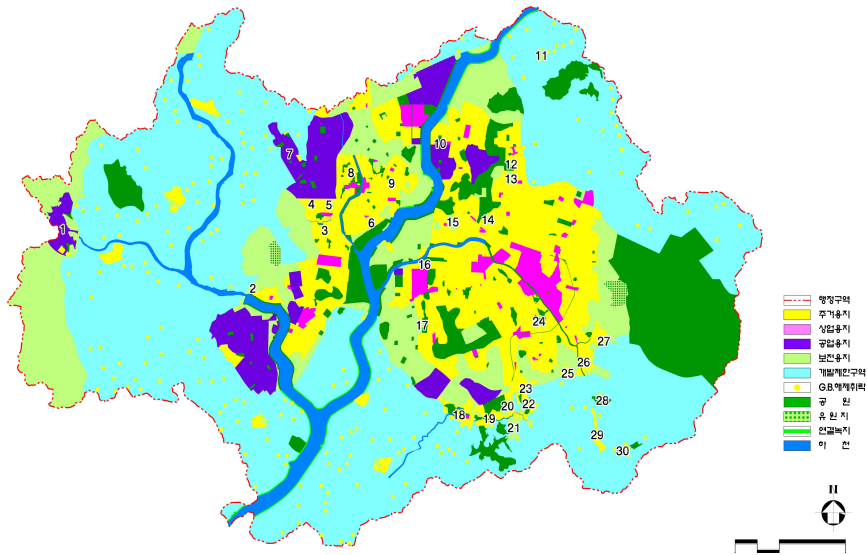 11
10
7
12
8
9
13
4
5
14
15
6
3
1
16
2
24
17
27
26
25
23
28
20
22
18
19
21
29
30
행정구역
주거용지
상업용지
공업용지
보전용지
개발제한구역
G.B.해제취락
공 원
유 원 지
연결녹지
하 천
N